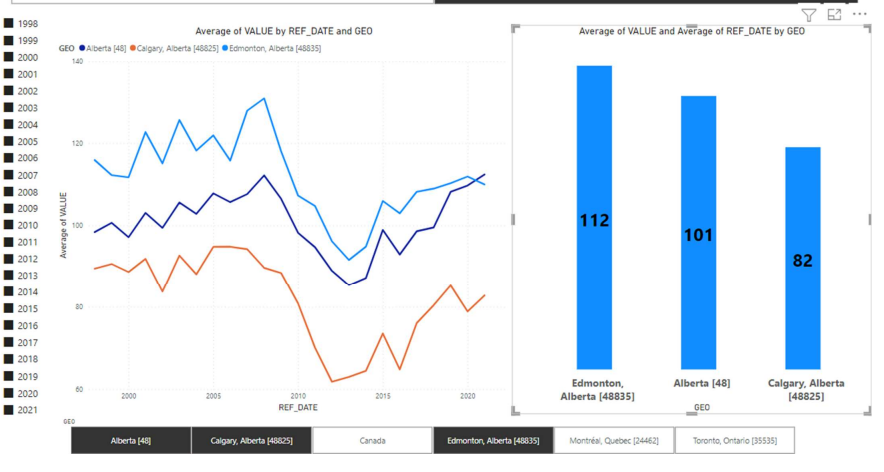 1998
1999
2000
2001
2002
2003
2004
2005
2006
2007
2008
2009
2010
2011
2012
2013
2014
2015
2016
2017
2018
2019
2020
2021
Average of VALUE by REF_DATE and GEO
GEO Alberta [48] Calgary, Alberta [48825] Edmonton, Alberta [48835]
140
120
100
80
60
Average of VALUE
2000 2005 2010 2015 2020
REF_DATE
Average of VALUE and Average of REF_DATE by GEO
112
101
82
Edmonton, Alberta [48835]
Alberta [48]
Calgary, Alberta [48825]
GEO
GEO
Alberta [48] Calgary, Alberta [48825] Canada Edmonton, Alberta [48835] Montréal, Quebec [24462] Toronto, Ontario [35535]